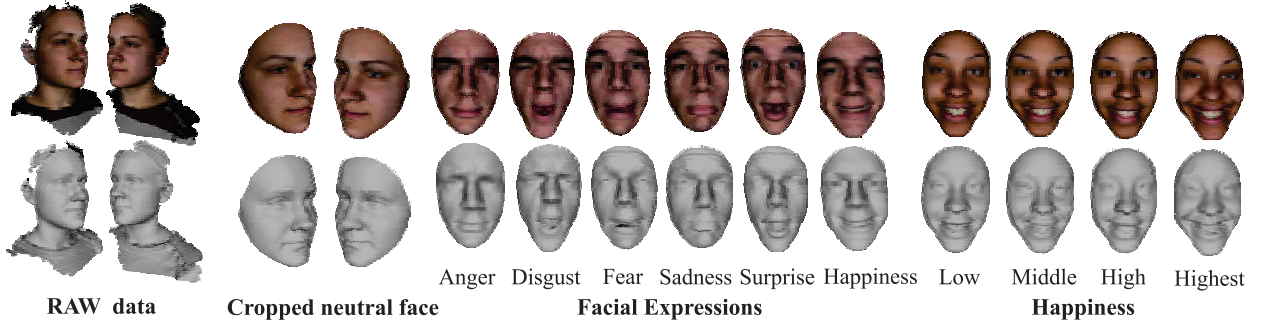 Anger Disgust Fear Sadness Surprise Happiness Low Middle High Highest
RAW data Cropped neutral face Facial Expressions Happiness